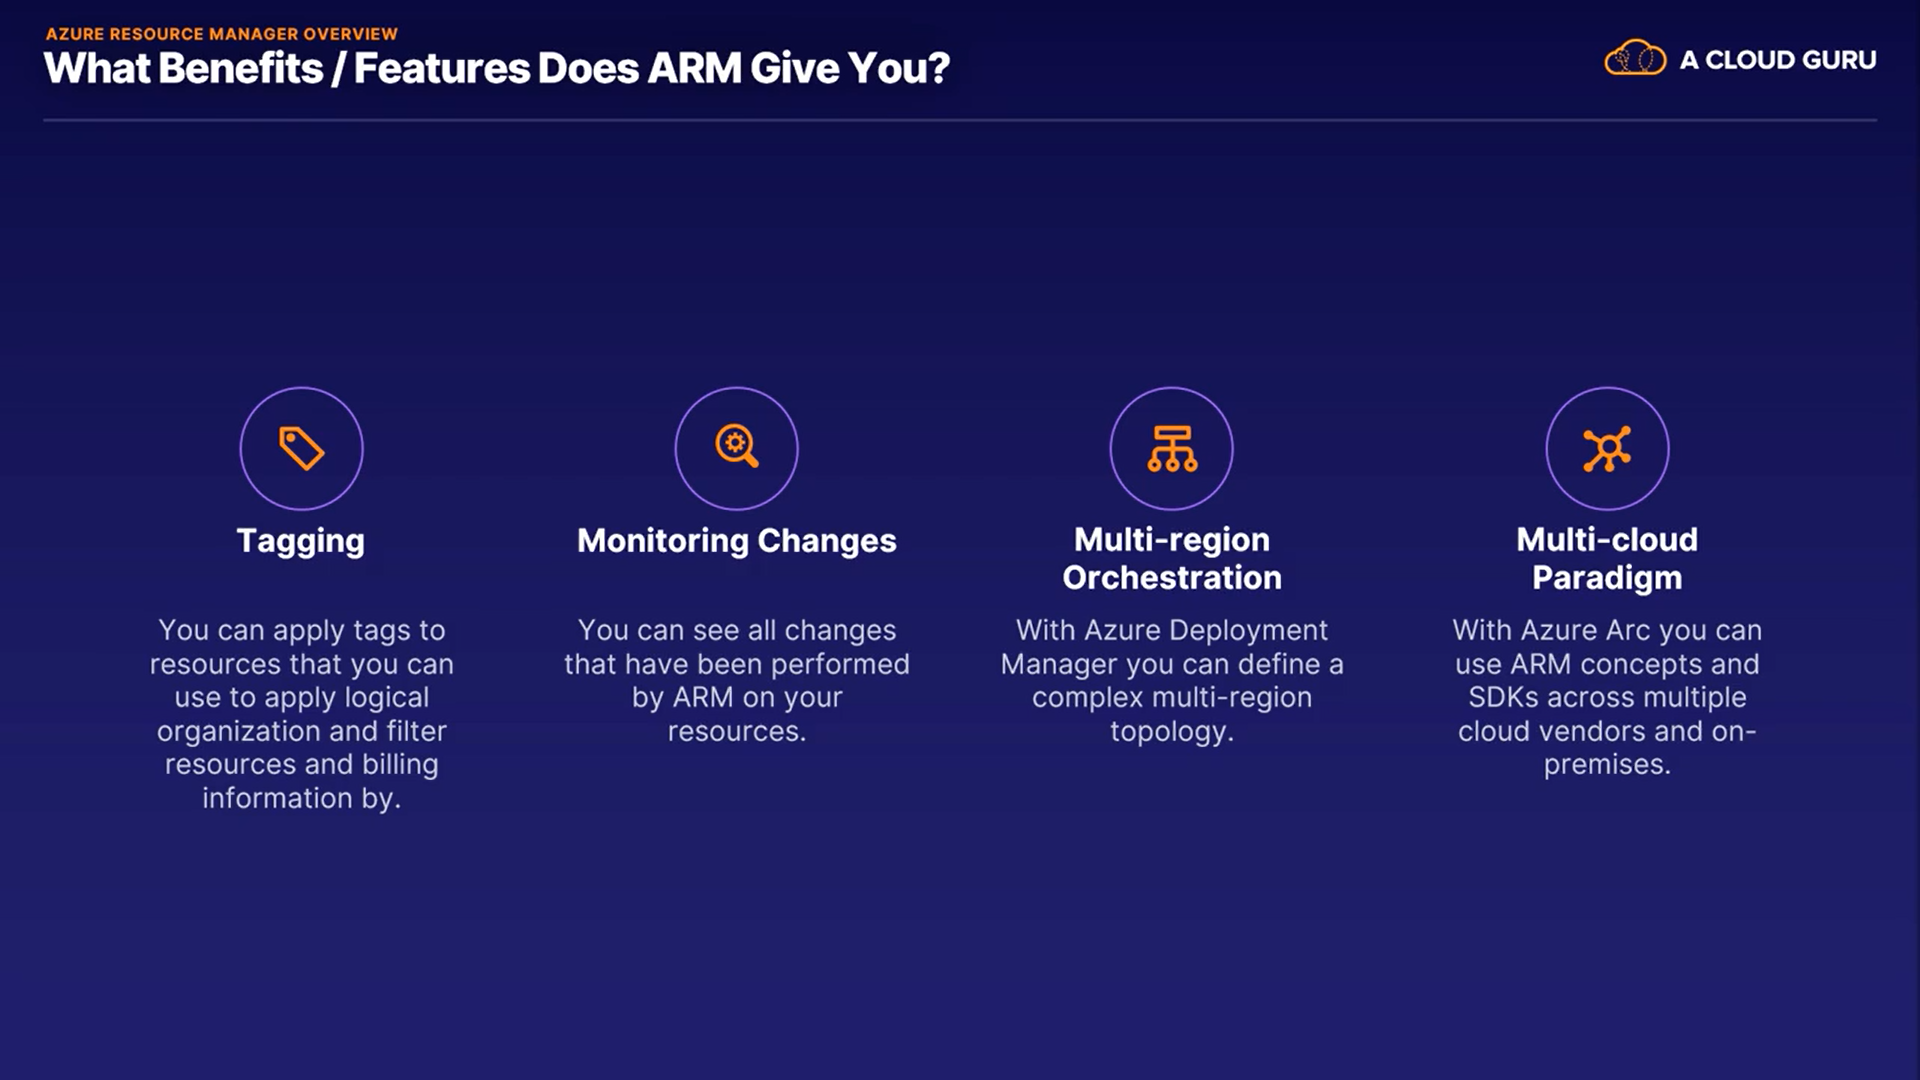 AZURE RESOURCE MANAGER OVERVIEW
What Benefits / Features Does ARM Give You?
A CLOUD GURU
Tagging
You can apply tags to
resources that you can
use to apply logical
organization and filter
resources and billing
information by.
Monitoring Changes
You can see all changes
that have been performed
by ARM on your
resources.
Multi-region
Orchestration
With Azure Deployment
Manager you can define a
complex multi-region
topology.
Multi-cloud
Paradigm
With Azure Arc you can
use ARM concepts and
SDKs across multiple
cloud vendors and on-
premises.